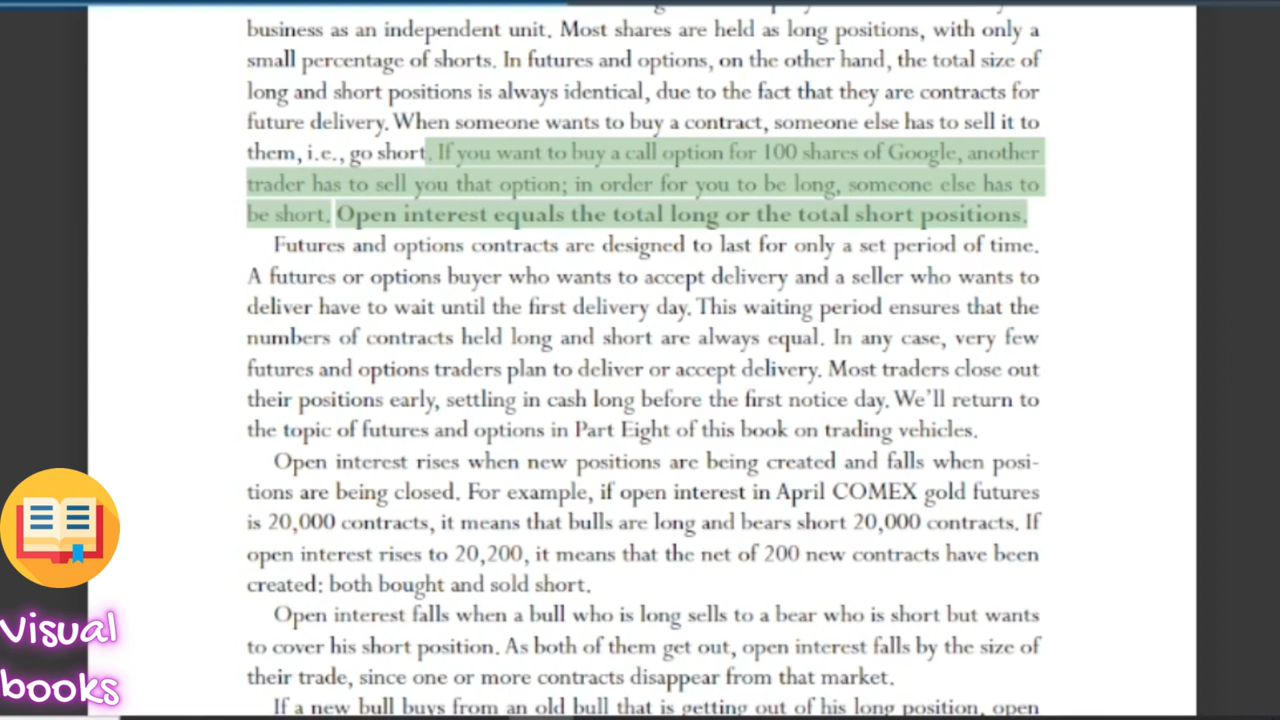 business as an independent unit. Most shares are held as long positions, with only a
small percentage of shorts. In futures and options, on the other hand, the total size of
long and short positions is always identical, due to the fact that they are contracts for
future delivery. When someone wants to buy a contract, someone else has to sell it to
them, i.e., go short. If you want to buy a call option for 100 shares of Google, another
trader has to sell you that option; in order for you to be long, someone else has to
be short. Open interest equals the total long or the total short positions.
Futures and options contracts are designed to last for only a set period of time.
A futures or options buyer who wants to accept delivery and a seller who wants to
deliver have to wait until the first delivery day. This waiting period ensures that the
numbers of contracts held long and short are always equal. In any case, very few
futures and options traders plan to deliver or accept delivery. Most traders close out
their positions early, settling in cash long before the first notice day. We'll return to
the topic of futures and options in Part Eight of this book on trading vehicles.
Open interest rises when new positions are being created and falls when posi-
tions are being closed. For example, if open interest in April COMEX gold futures
is 20,000 contracts, it means that bulls are long and bears short 20,000 contracts. If
open interest rises to 20,200, it means that the net of 200 new contracts have been
created: both bought and sold short.
Open interest falls when a bull who is long sells to a bear who is short but wants
to cover his short position. As both of them get out, open interest falls by the size of
their trade, since one or more contracts disappear from that market.
If a new bull buys from an old bull that is getting out of his long position, open
Visual
books